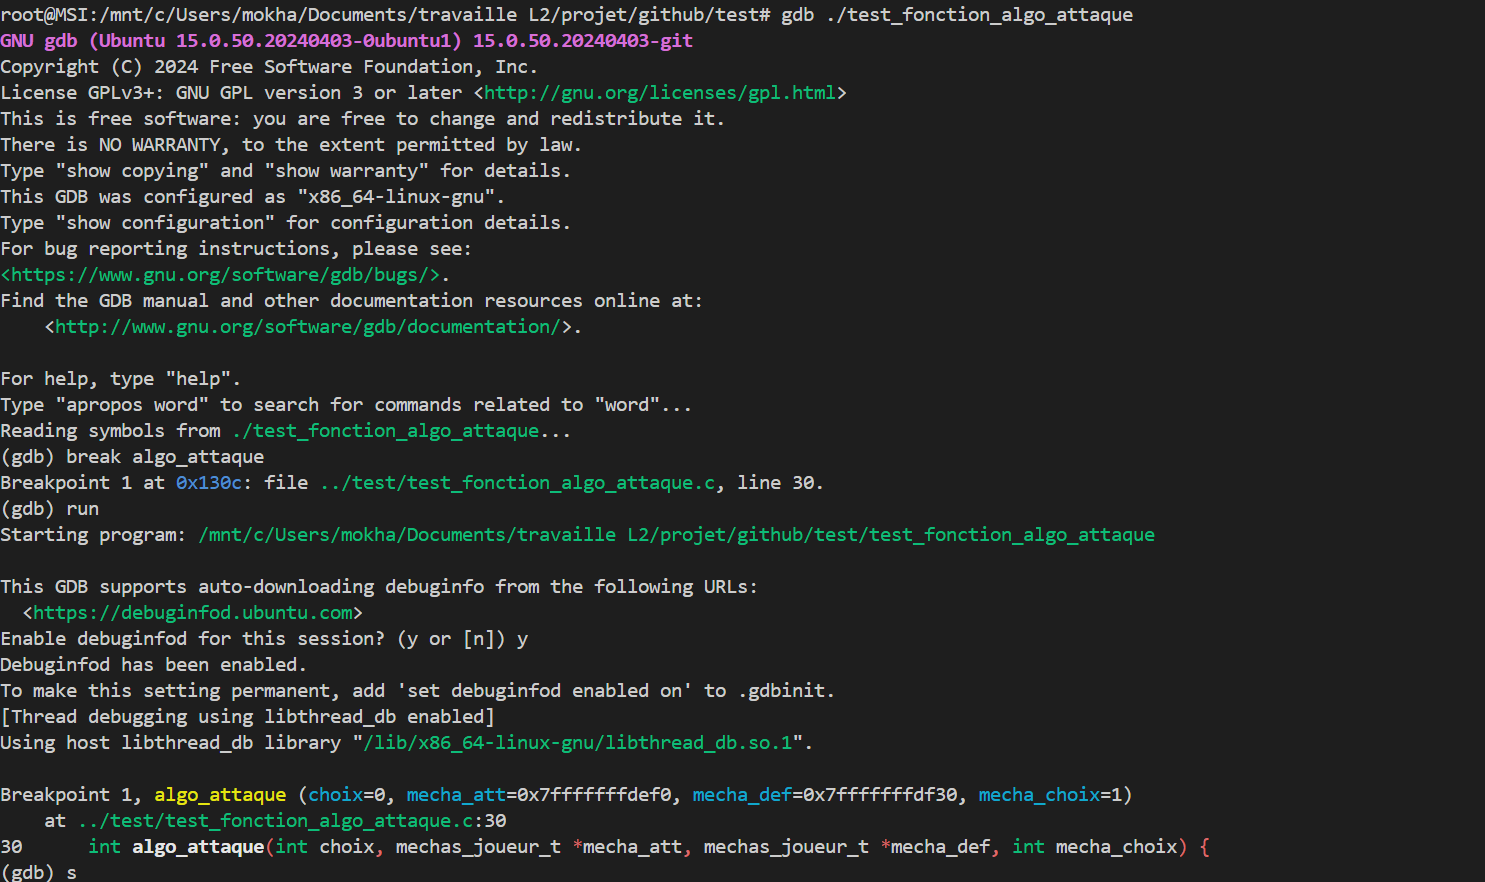 root@MSI:/mnt/c/Users/mokha/Documents/travaille L2/projet/github/test# gdb ./test_fonction_algo_attaque
GNU gdb (Ubuntu 15.0.50.20240403-0ubuntu1) 15.0.50.20240403-git
Copyright (C) 2024 Free Software Foundation, Inc.
License GPLv3+: GNU GPL version 3 or later <http://gnu.org/licenses/gpl.html>
This is free software: you are free to change and redistribute it.
There is NO WARRANTY, to the extent permitted by law.
Type "show copying" and "show warranty" for details.
This GDB was configured as "x86_64-linux-gnu".
Type "show configuration" for configuration details.
For bug reporting instructions, please see:
<https://www.gnu.org/software/gdb/bugs/>.
Find the GDB manual and other documentation resources online at:
    <http://www.gnu.org/software/gdb/documentation/>.

For help, type "help".
Type "apropos word" to search for commands related to "word"...
Reading symbols from ./test_fonction_algo_attaque...
(gdb) break algo_attaque
Breakpoint 1 at 0x130c: file ../test/test_fonction_algo_attaque.c, line 30.
(gdb) run
Starting program: /mnt/c/Users/mokha/Documents/travaille L2/projet/github/test/test_fonction_algo_attaque

This GDB supports auto-downloading debuginfo from the following URLs:
  <https://debuginfod.ubuntu.com>
Enable debuginfod for this session? (y or [n]) y
Debuginfod has been enabled.
To make this setting permanent, add 'set debuginfod enabled on' to .gdbinit.
[Thread debugging using libthread_db enabled]
Using host libthread_db library "/lib/x86_64-linux-gnu/libthread_db.so.1".

Breakpoint 1, algo_attaque (choix=0, mecha_att=0x7fffffffdef0, mecha_def=0x7fffffffdf30, mecha_choix=1)
    at ../test/test_fonction_algo_attaque.c:30
30      int algo_attaque(int choix, mechas_joueur_t *mecha_att, mechas_joueur_t *mecha_def, int mecha_choix) {
(gdb) s